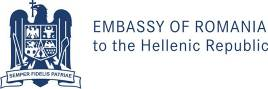 EMBASSY OF ROMANIA
to the Hellenic Republic
SEMPER FIDELIS PATRIAE